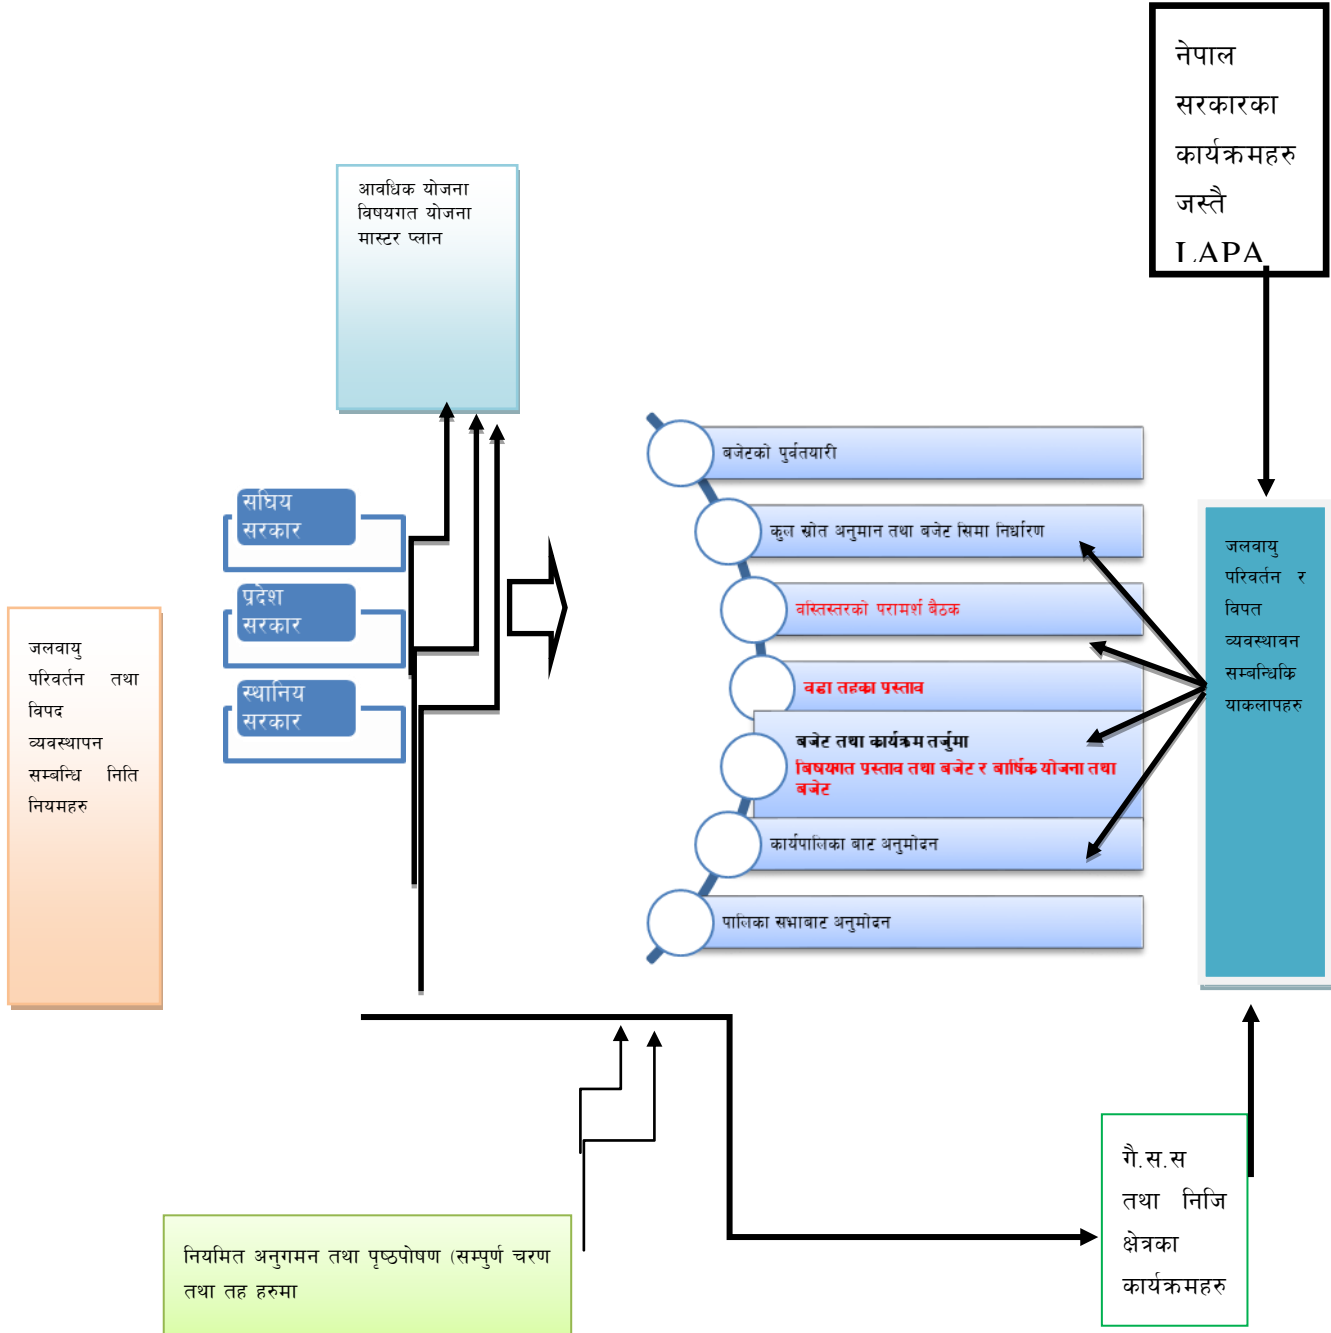 नेपाल
सरकारका
कार्यक्रमहरु
जस्तै
LAPA
आवधिक योजना
विषयगत योजना
मास्टर प्लान
सघिय
सरकार
प्रदेश
सरकार
स्थानिय
सरकार
जलवायु
परिवर्तन तथा
विपद
व्यवस्थापन
सम्बन्धि निति
नियमहरु
बजेटको पुर्वतयारी
कुल स्रोत अनुमान तथा बजेट सिमा निर्धारण
वस्तिस्तरको परामर्श बैठक
वडा तहका प्रस्ताव
बजेट तथा कार्यक्रम तर्जुमा
बिषयगत प्रस्ताव तथा बजेट र बार्षिक योजना तथा
बजेट
कार्यपालिका बाट अनुमोदन
पालिका सभाबाट अनुमोदन
जलवायु
परिवर्तन र
विपत
व्यवस्थावन
सम्बन्धिकि
याकलापहरु
गै.स.स
तथा निजि
क्षेत्रका
कार्यक्रमहरु
नियमित अनुगमन तथा पृष्ठपोषण (सम्पुर्ण चरण
तथा तह हरुमा